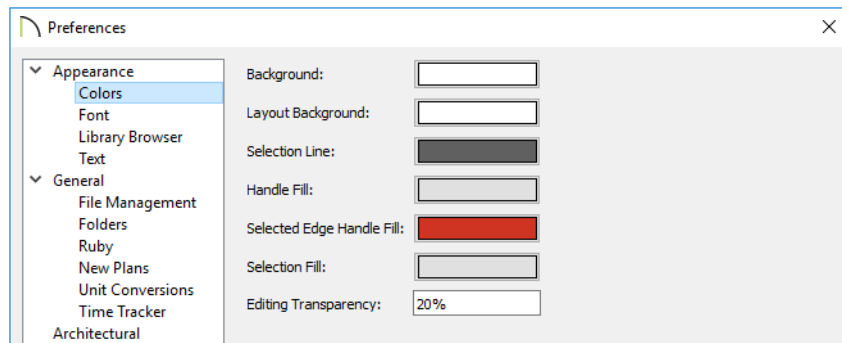 Preferences
Appearance
Colors
Font
Library Browser
Text
General
File Management
Folders
Ruby
New Plans
Unit Conversions
Time Tracker
Architectural
Background:
Layout Background:
Selection Line:
Handle Fill:
Selected Edge Handle Fill:
Selection Fill:
Editing Transparency: 20%